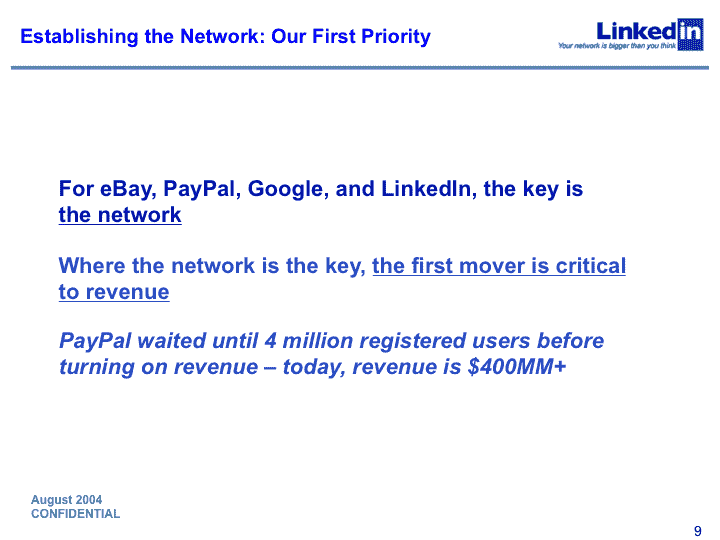 Establishing the Network: Our First Priority
Linkedin
Your network is bigger than you think
For eBay, PayPal, Google, and LinkedIn, the key is
the network
Where the network is the key, the first mover is critical
to revenue
PayPal waited until 4 million registered users before
turning on revenue – today, revenue is $400MM+
August 2004
CONFIDENTIAL
9